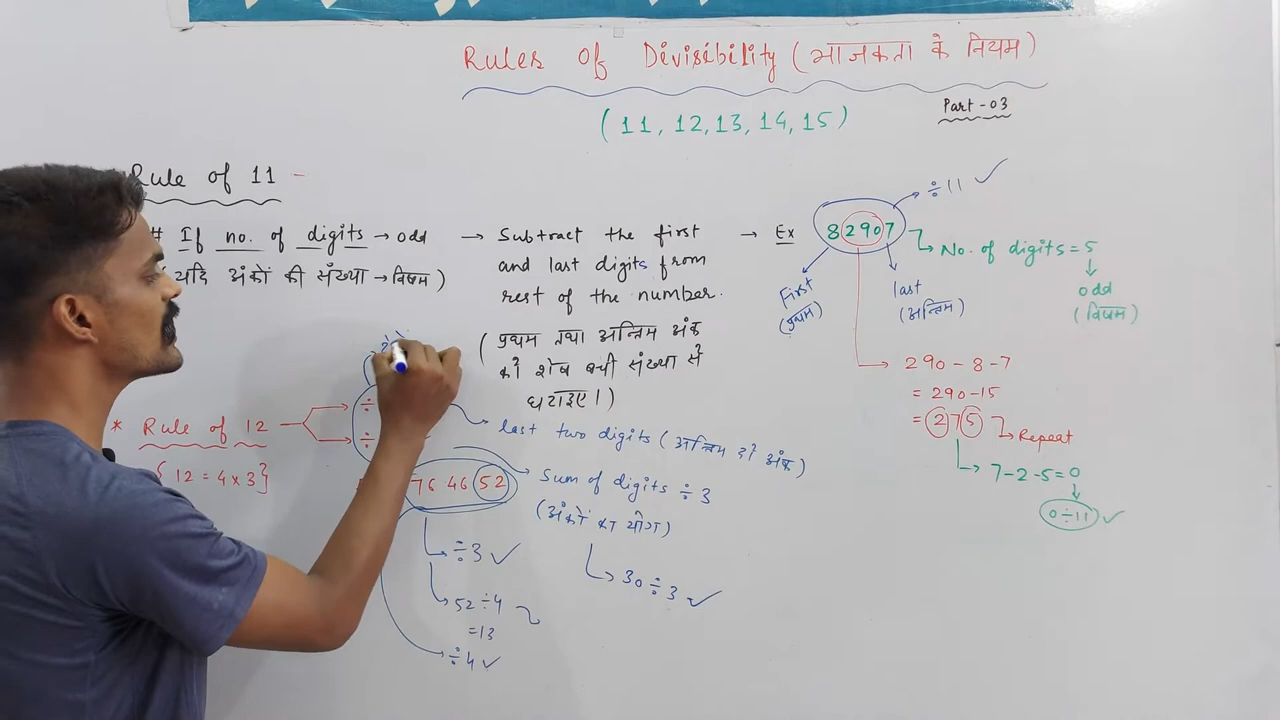 Rules Of Divisibility (भाजकता के नियम)
(11, 12, 13, 14, 15)
Part-03
Rule of 11 -
# If no. of digits → odd
यदि अंकों की संख्या → विषम)
→ Subtract the first
and last digits from
rest of the number.
(प्रथम तथा अन्तिम अंक
को शेष बची संख्या से
घटाइए।)
→ Ex 82907
÷11 ✓
First
(प्रथम)
last
(अन्तिम)
No. of digits = 5
odd
(विषम)
290-8-7
= 290-15
= 275
Repeat
7-2-5=0
0÷11 ✓
* Rule of 12
{12 = 4x3}
÷
÷
last two digits (अन्तिम दो अंक)
76 46 52
Sum of digits ÷ 3
(अंकों का योग)
30÷3 ✓
÷3 ✓
52÷4
=13
÷4 ✓